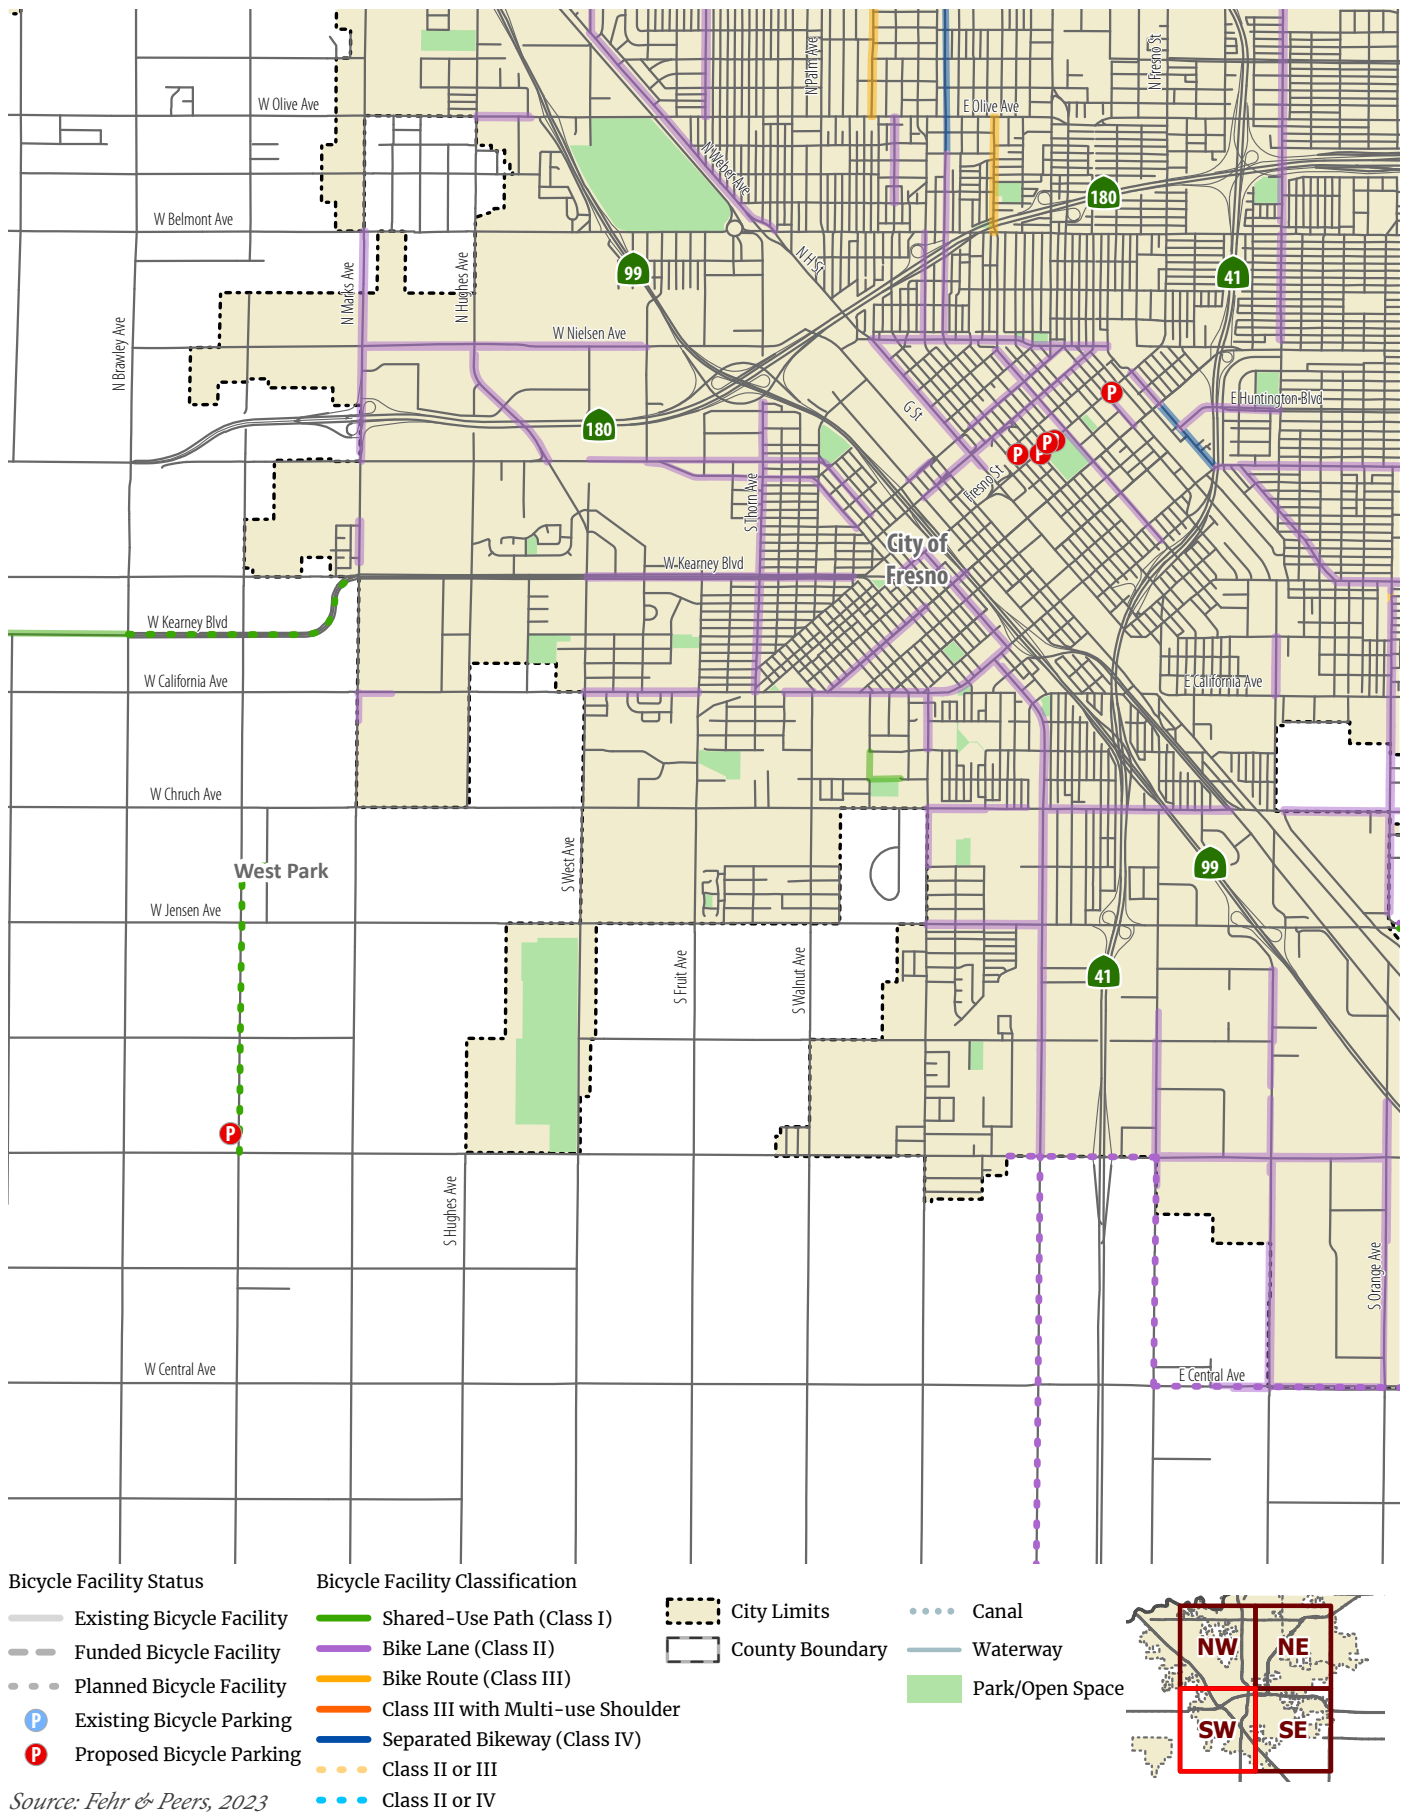 N Palm Ave
N Fresno St
W Olive Ave
E Olive Ave
N Weber Ave
180
W Belmont Ave
N H St
99
41
N Marks Ave
N Hughes Ave
W Nielsen Ave
N Brawley Ave
P
E Huntington Blvd
G St
180
P
P
P
P
Fresno St
S Thorn Ave
City of
Fresno
W Kearney Blvd
W Kearney Blvd
W California Ave
E California Ave
W Chruch Ave
S West Ave
99
West Park
W Jensen Ave
S Fruit Ave
S Walnut Ave
41
P
S Hughes Ave
S Orange Ave
W Central Ave
E Central Ave
Bicycle Facility Status
Existing Bicycle Facility
Funded Bicycle Facility
Planned Bicycle Facility
P Existing Bicycle Parking
P Proposed Bicycle Parking
Source: Fehr & Peers, 2023
Bicycle Facility Classification
Shared-Use Path (Class I)
Bike Lane (Class II)
Bike Route (Class III)
Class III with Multi-use Shoulder
Separated Bikeway (Class IV)
Class II or III
Class II or IV
City Limits
County Boundary
Canal
Waterway
Park/Open Space
NW NE
SW SE